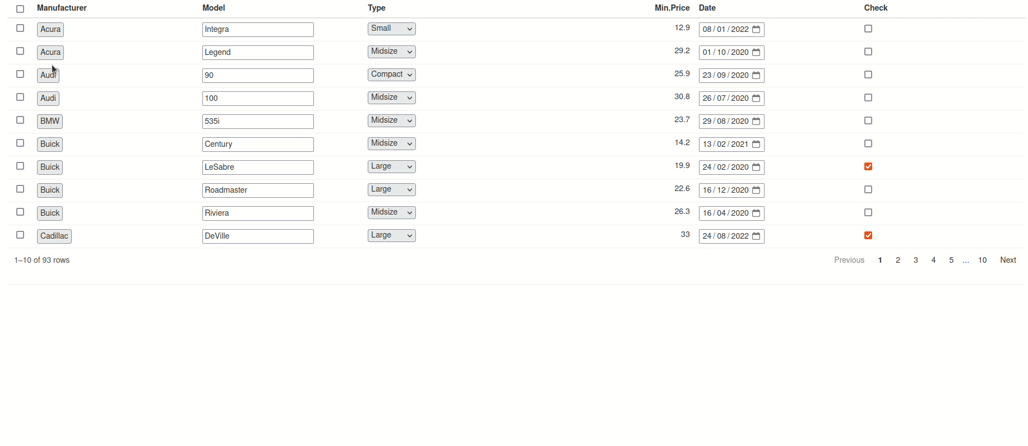 Manufacturer Model Type Min.Price Date Check
Acura Integra Small 12.9 08 / 01 / 2022
Acura Legend Midsize 29.2 01 / 10 / 2020
Audi 90 Compact 25.9 23 / 09 / 2020
Audi 100 Midsize 30.8 26 / 07 / 2020
BMW 535i Midsize 23.7 29 / 08 / 2020
Buick Century Midsize 14.2 13 / 02 / 2021
Buick LeSabre Large 19.9 24 / 02 / 2020
Buick Roadmaster Large 22.6 16 / 12 / 2020
Buick Riviera Midsize 26.3 16 / 04 / 2020
Cadillac DeVille Large 33 24 / 08 / 2022
1–10 of 93 rows Previous 1 2 3 4 5 ... 10 Next